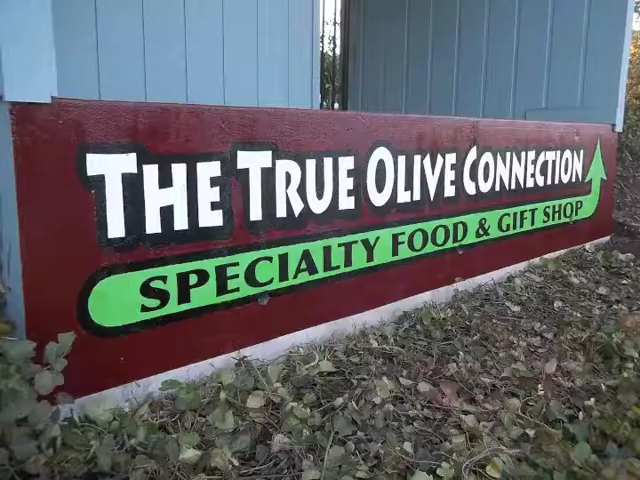 THE TRUE OLIVE CONNECTION
SPECIALTY FOOD & GIFT SHOP